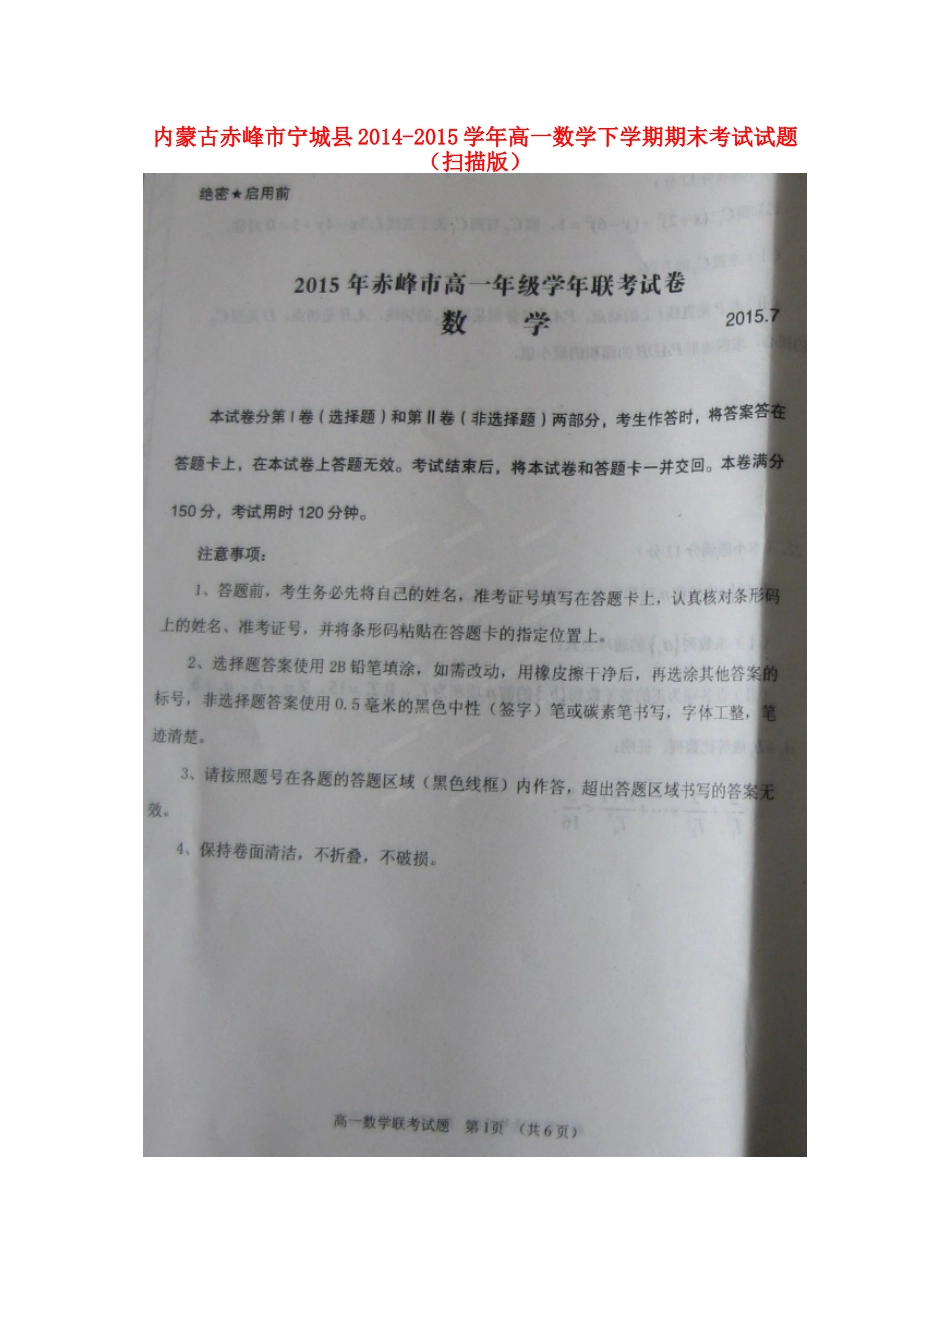 内蒙古赤峰市宁城县2014-2015学年高一数学下学期期末考试试题
（扫描版）
绝密★启用前
2015年赤峰市高一年级学年联考试卷
数 学 2015.7
本试卷分第Ⅰ卷（选择题）和第Ⅱ卷（非选择题）两部分，考生作答时，将答案答在
答题卡上，在本试卷上答题无效。考试结束后，将本试卷和答题卡一并交回。本卷满分
150分，考试用时120分钟。
注意事项：
1、答题前，考生务必先将自己的姓名，准考证号填写在答题卡上，认真核对条形码
上的姓名、准考证号，并将条形码粘贴在答题卡的指定位置上。
2、选择题答案使用2B铅笔填涂，如需改动，用橡皮擦干净后，再选涂其他答案的
标号，非选择题答案使用0.5毫米的黑色中性（签字）笔或碳素笔书写，字体工整，笔
迹清楚。
3、请按照题号在各题的答题区域（黑色线框）内作答，超出答题区域书写的答案无
效。
4、保持卷面清洁，不折叠，不破损。
高一数学联考试题 第1页 （共6页）